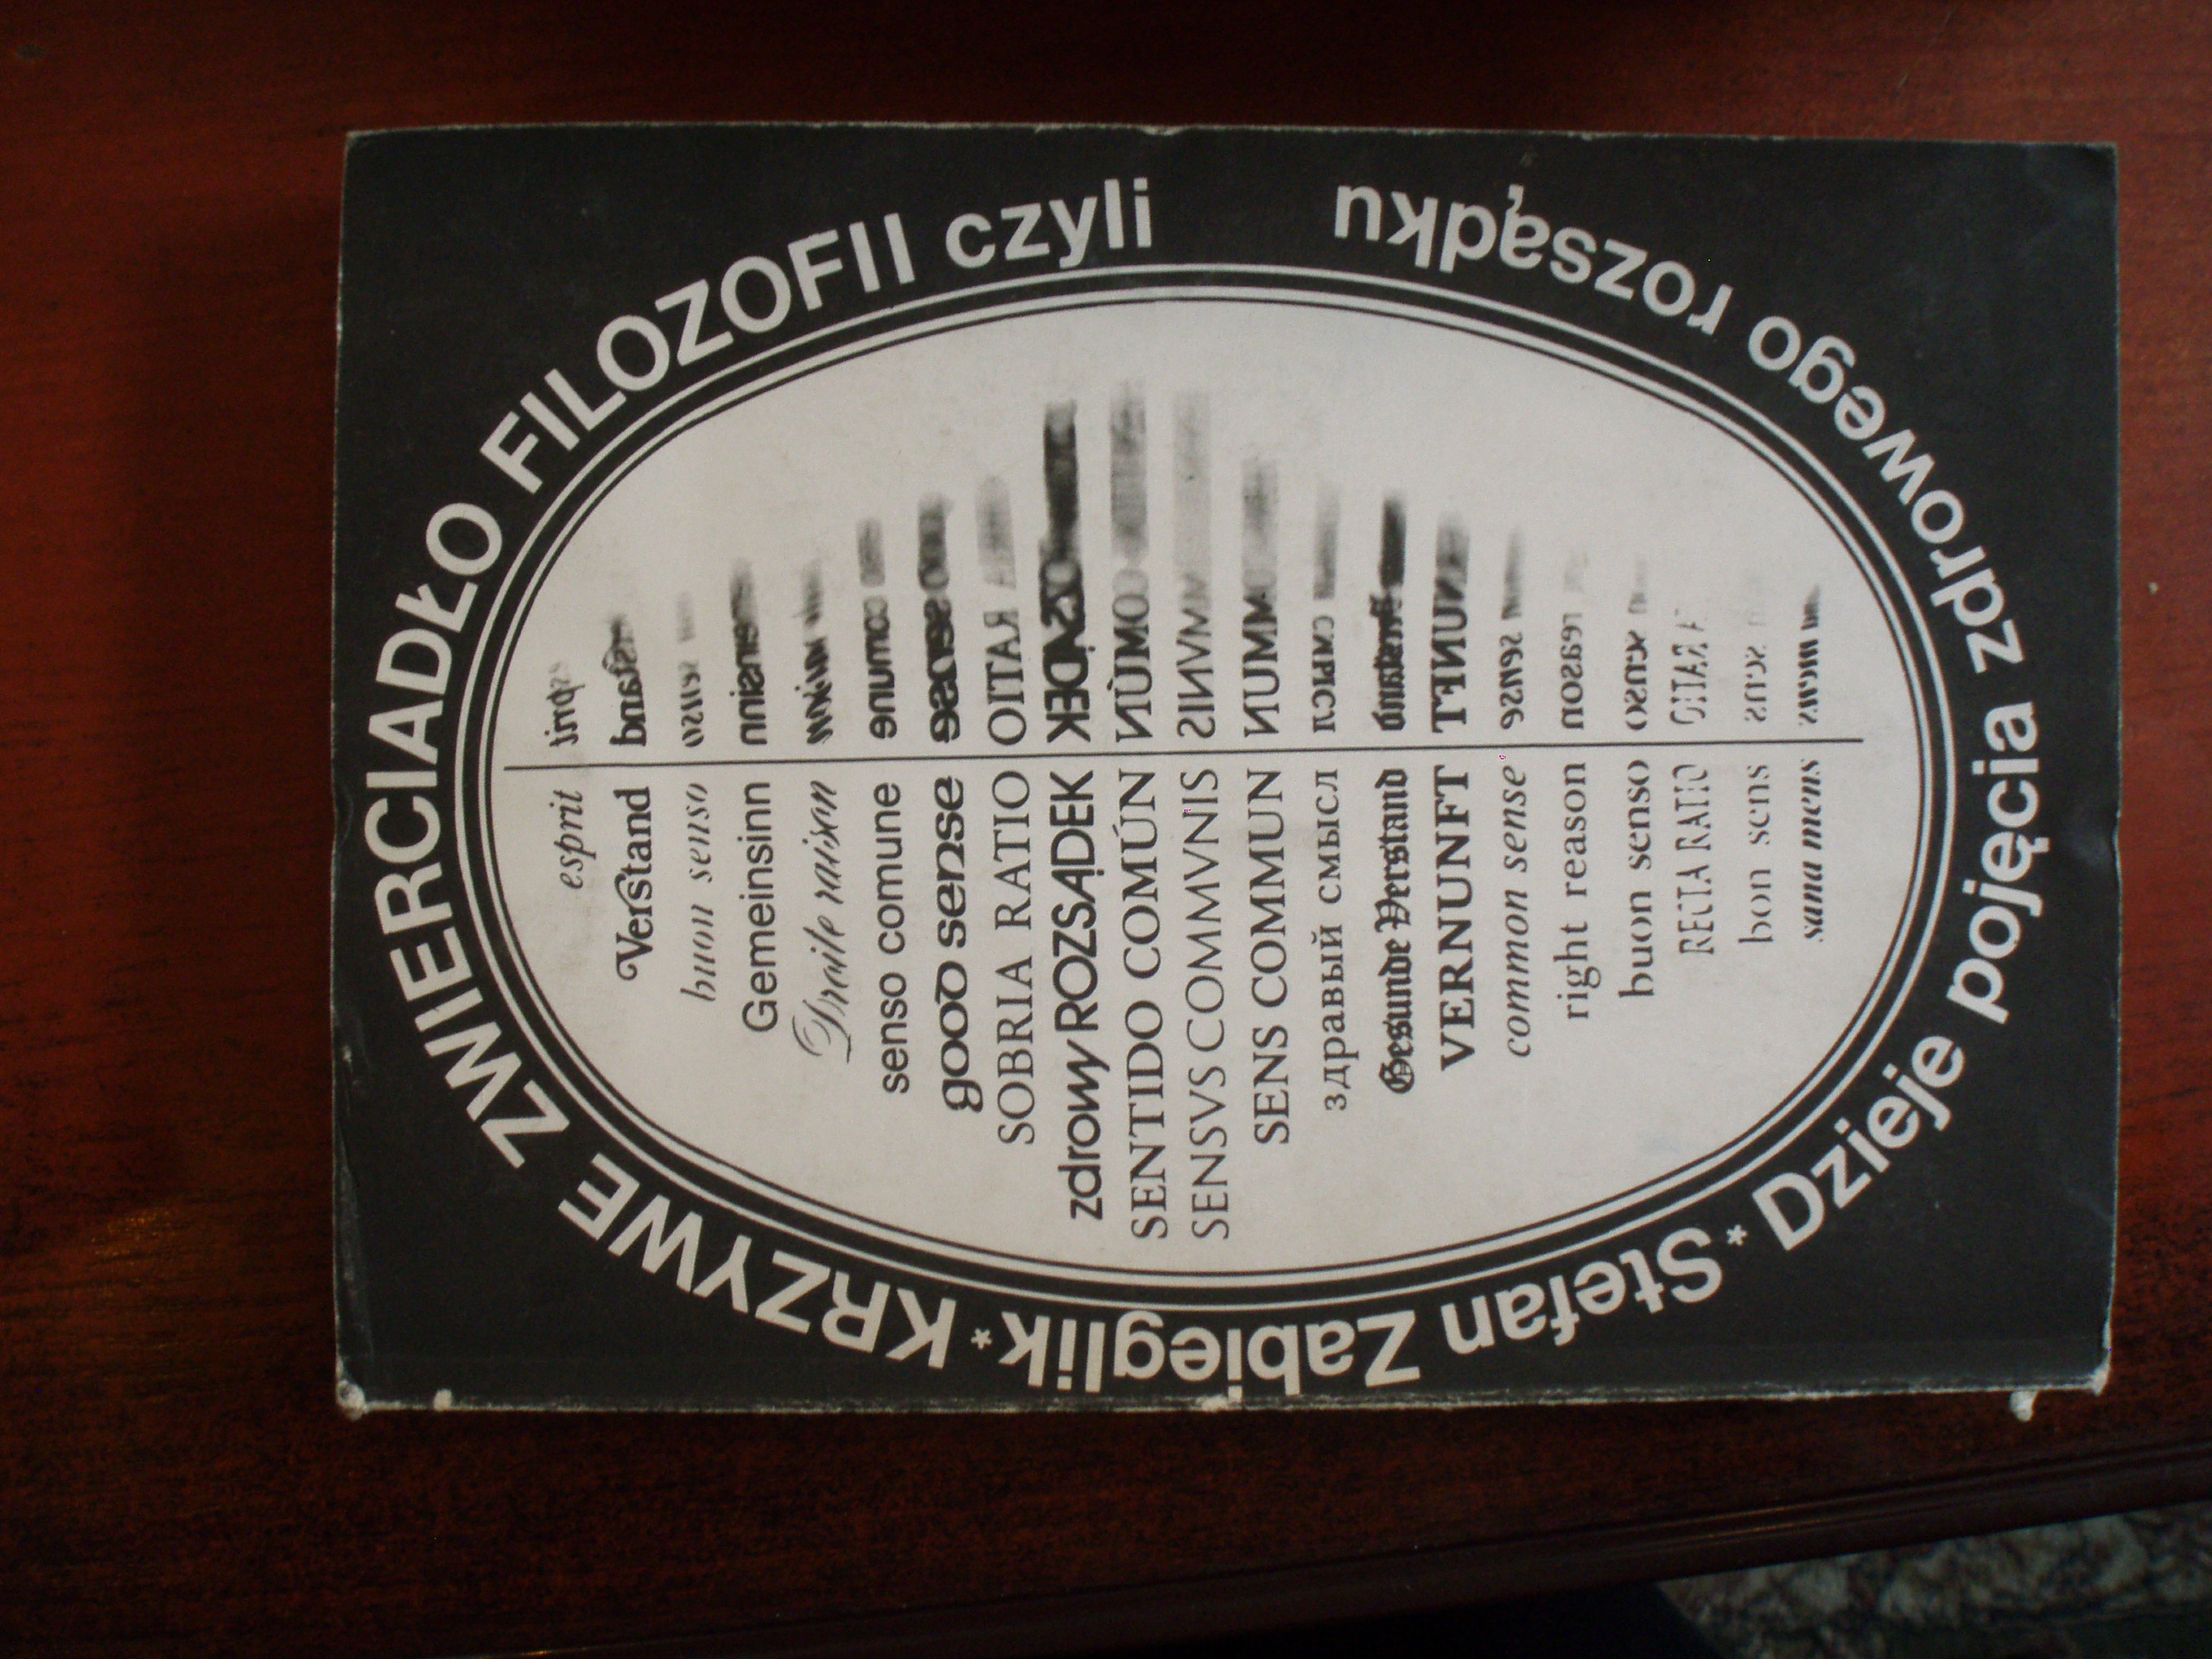 Stefan Zabieglik * KRZYWE ZWIERCIADŁO FILOZOFII czyli
* Dzieje pojęcia zdrowego rozsądku
esprit
Verstand
buon senso
Gemeinsinn
Droite raison
senso comune
good sense
SOBRIA RATIO
zdrowy ROZSĄDEK
SENTIDO COMÚN
SENSVS COMMVNIS
SENS COMMUN
здравый смысл
Gesunde Verstand
VERNUNFT
common sense
right reason
buon senso
RECTA RATIO
bon sens
sana mens